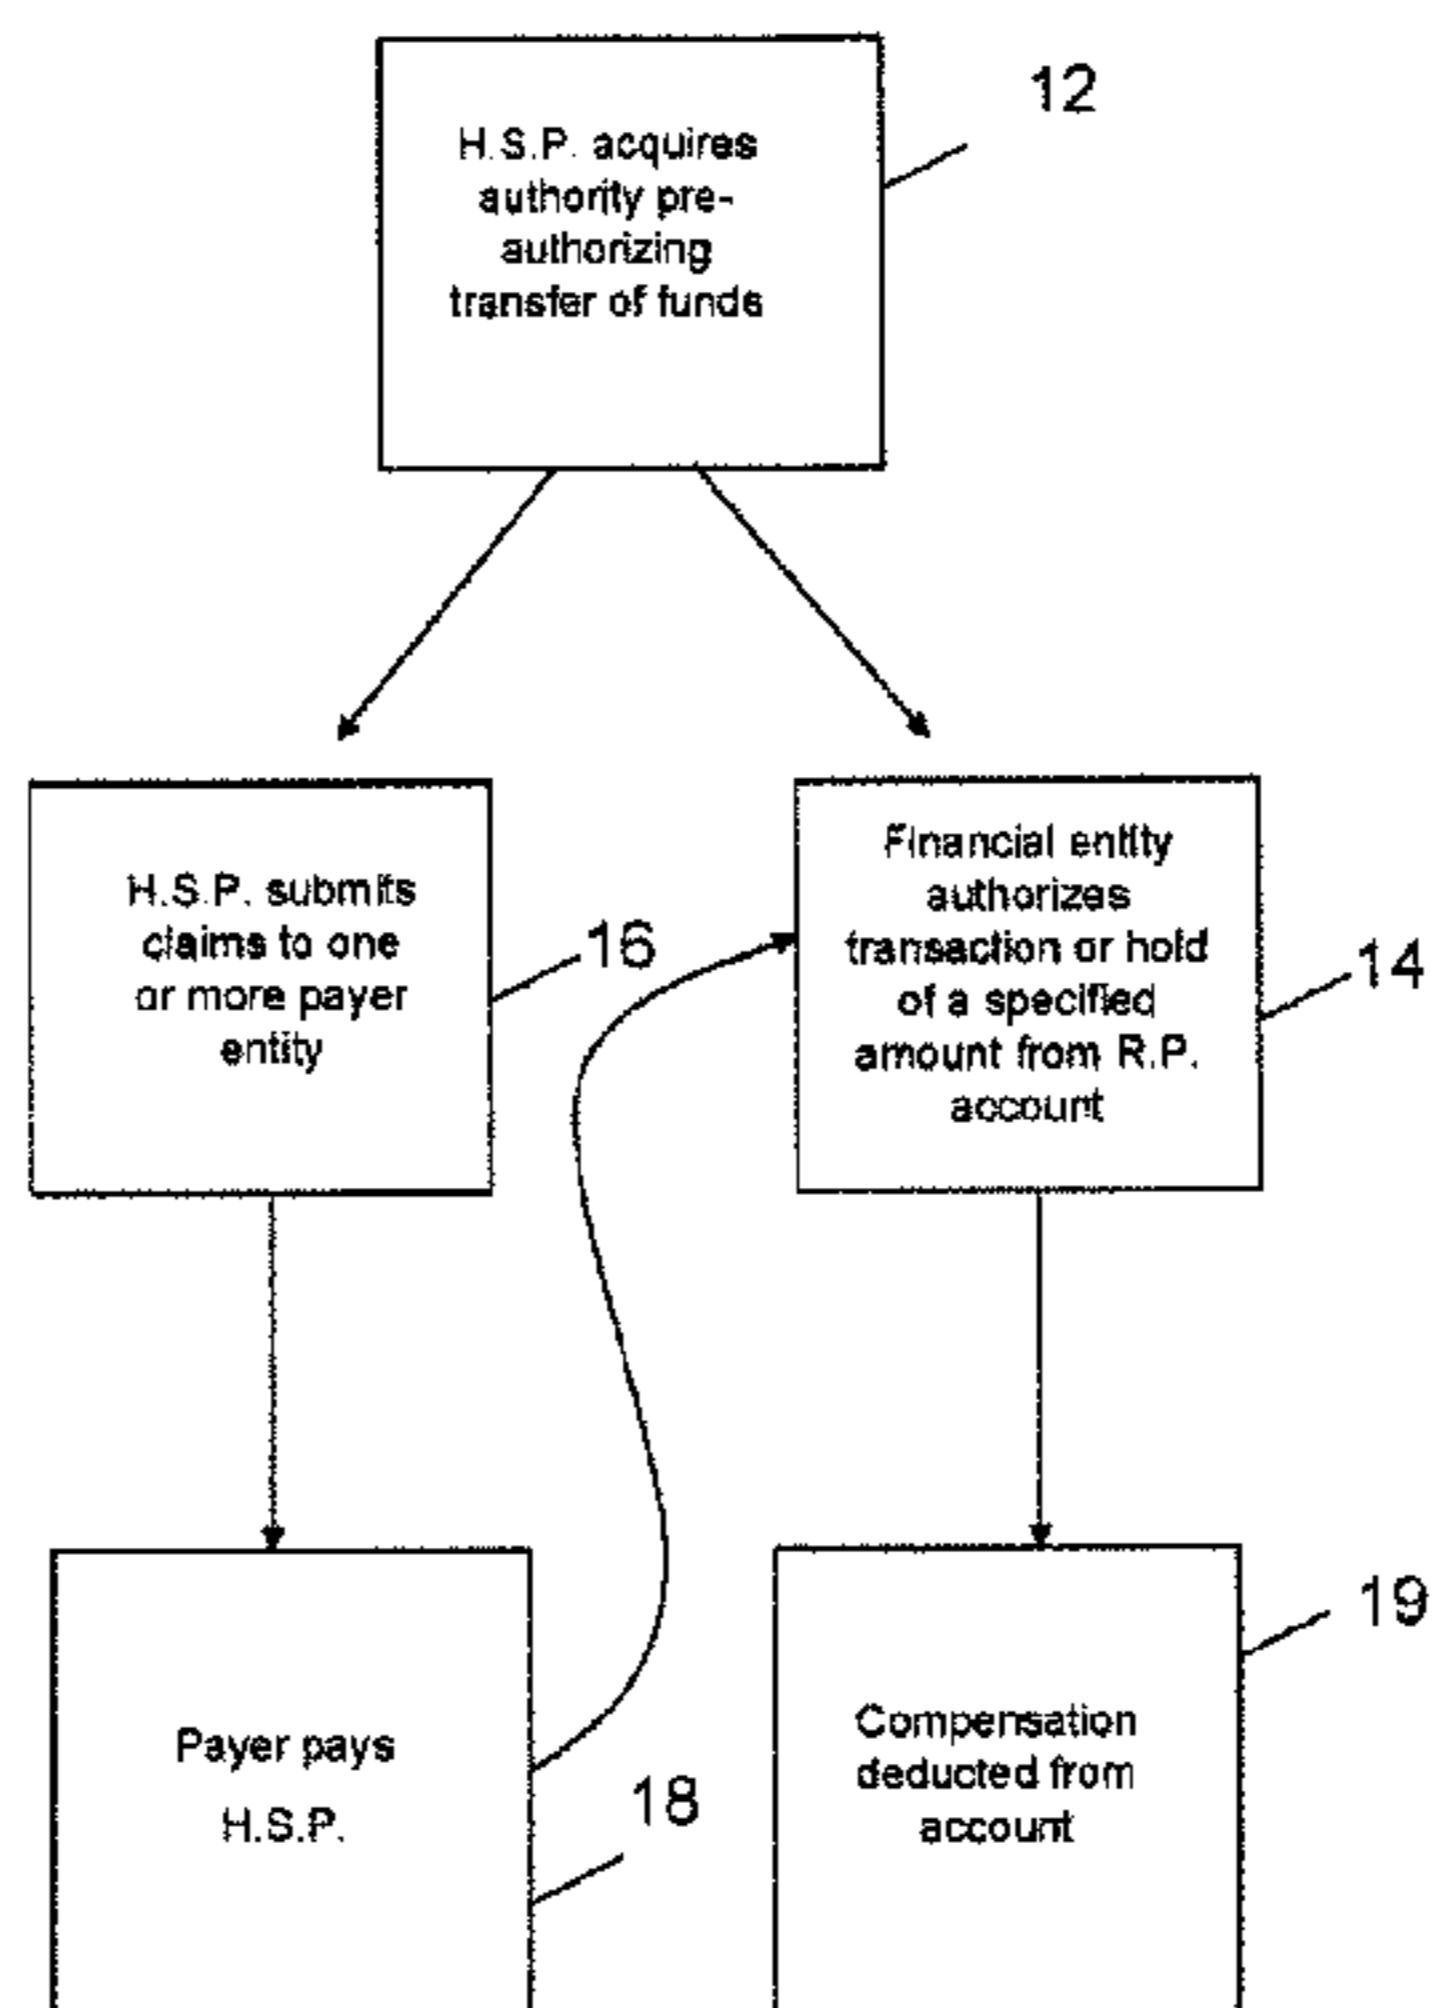 12
H.S.P. acquires
authority pre-
authorizing
transfer of funds
H.S.P. submits
claims to one
or more payer
entity
16
Financial entity
authorizes
transaction or hold
of a specified
amount from R.P.
account
14
Payer pays
H.S.P.
18
Compensation
deducted from
account
19